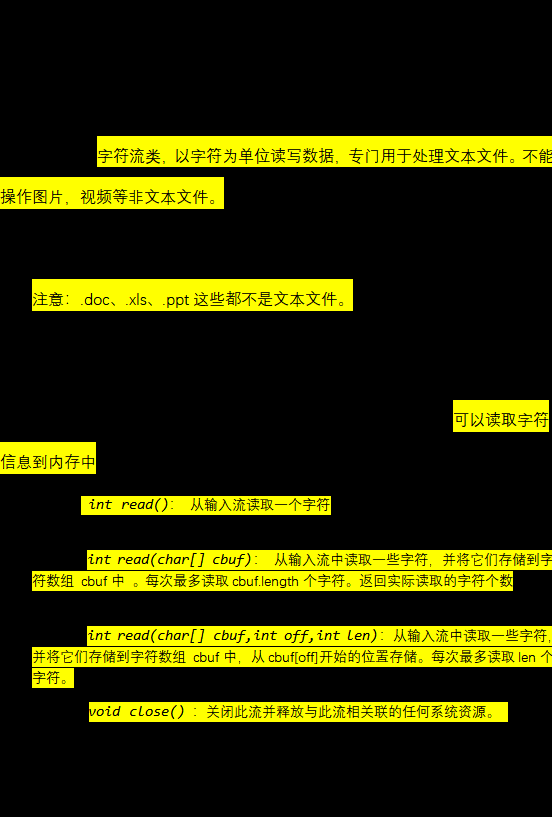 字符流类，以字符为单位读写数据，专门用于处理文本文件。不能
操作图片，视频等非文本文件。
注意：.doc、.xls、.ppt 这些都不是文本文件。
可以读取字符
信息到内存中
int read()： 从输入流读取一个字符
int read(char[] cbuf)： 从输入流中读取一些字符，并将它们存储到字
符数组 cbuf 中 。每次最多读取 cbuf.length 个字符。返回实际读取的字符个数
int read(char[] cbuf,int off,int len)：从输入流中读取一些字符，
并将它们存储到字符数组 cbuf 中，从 cbuf[off]开始的位置存储。每次最多读取 len 个
字符。
void close() ：关闭此流并释放与此流相关联的任何系统资源。